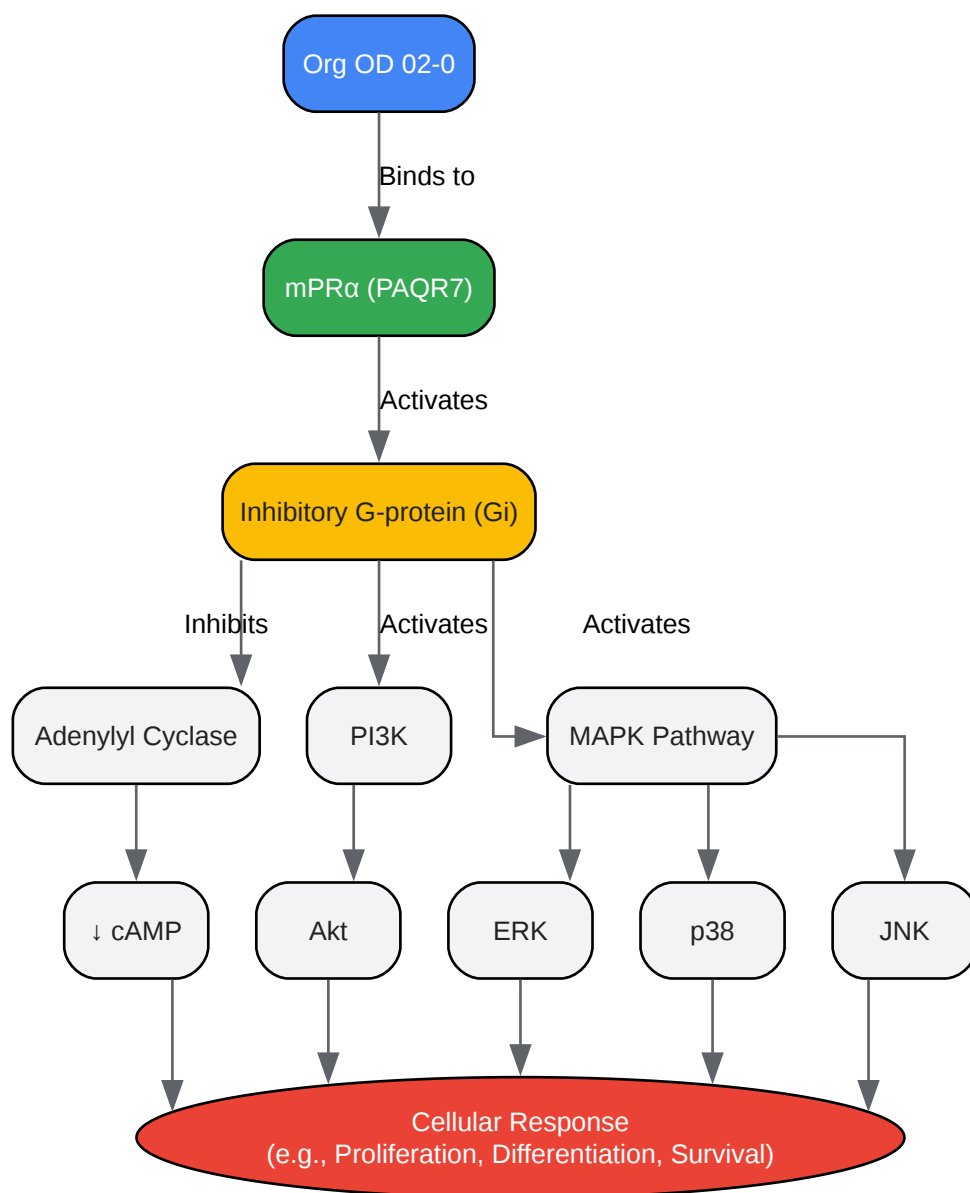 Org OD 02-0
Binds to
mPRα (PAQR7)
Activates
Inhibitory G-protein (Gi)
Inhibits
Activates
Activates
Adenylyl Cyclase
PI3K
MAPK Pathway
↓ cAMP
Akt
ERK
p38
JNK
Cellular Response
(e.g., Proliferation, Differentiation, Survival)